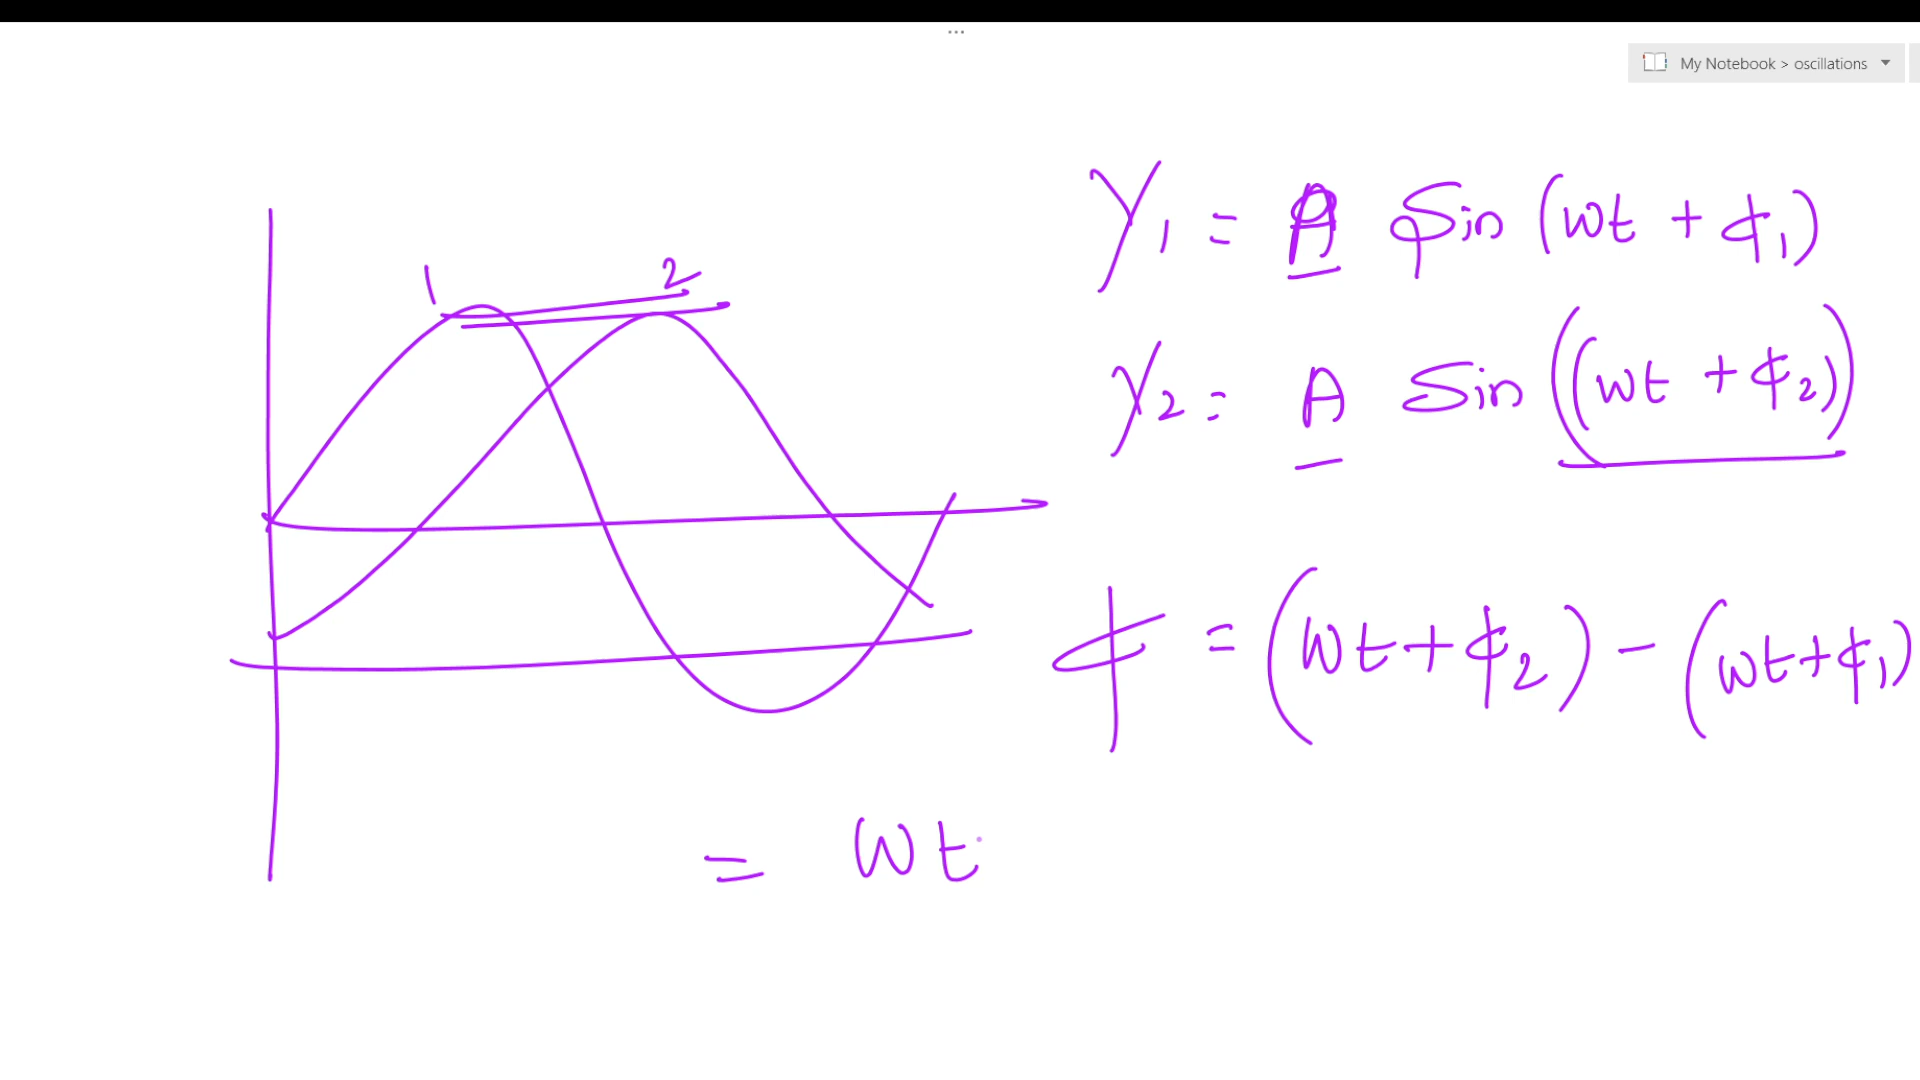 ...
My Notebook > oscillations
1
2
Y₁ = A Sin (wt + ϕ₁)
Y₂ = A Sin ((wt + ϕ₂))
ϕ = (wt + ϕ₂) - (wt + ϕ₁)
= wt